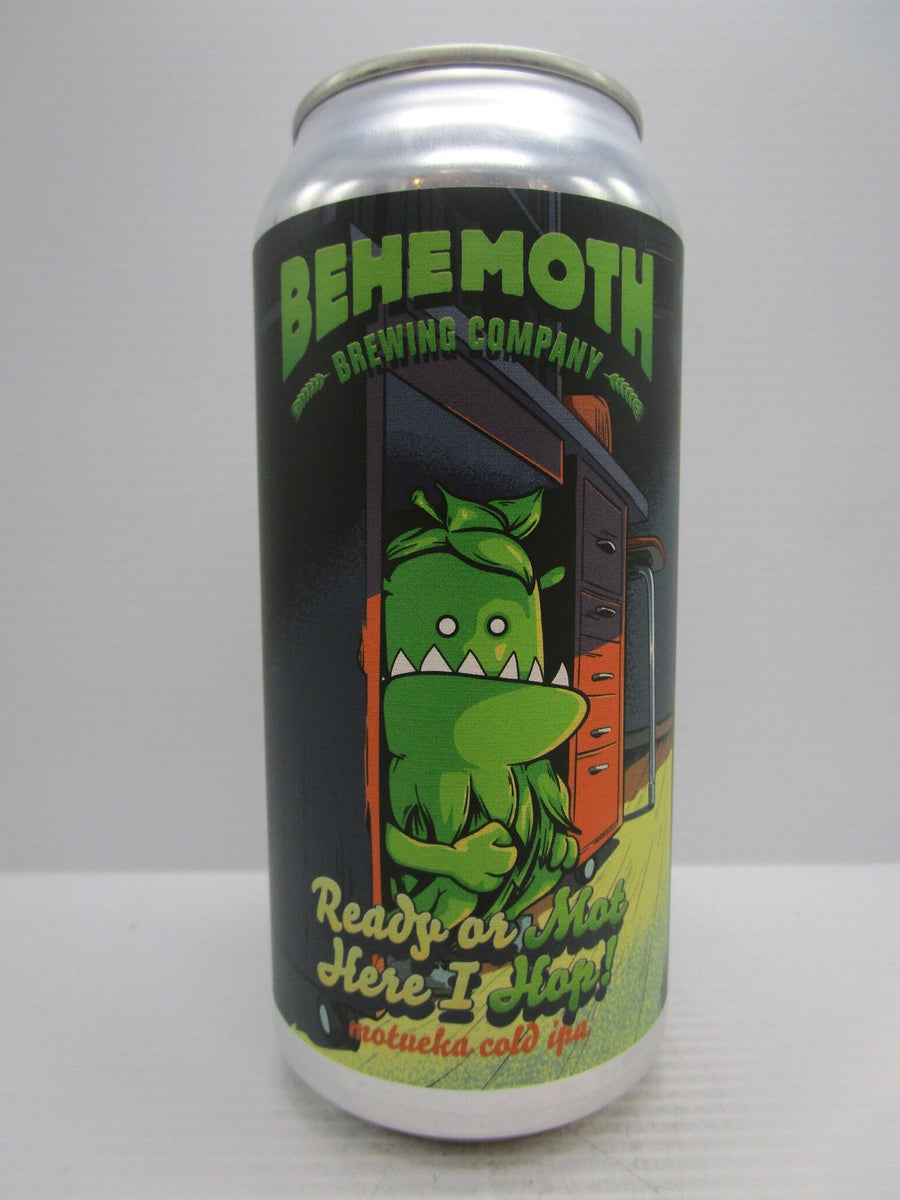 BEHEMOTH
BREWING COMPANY
Ready or Mot
Here I Hop!
motueka cold ipa